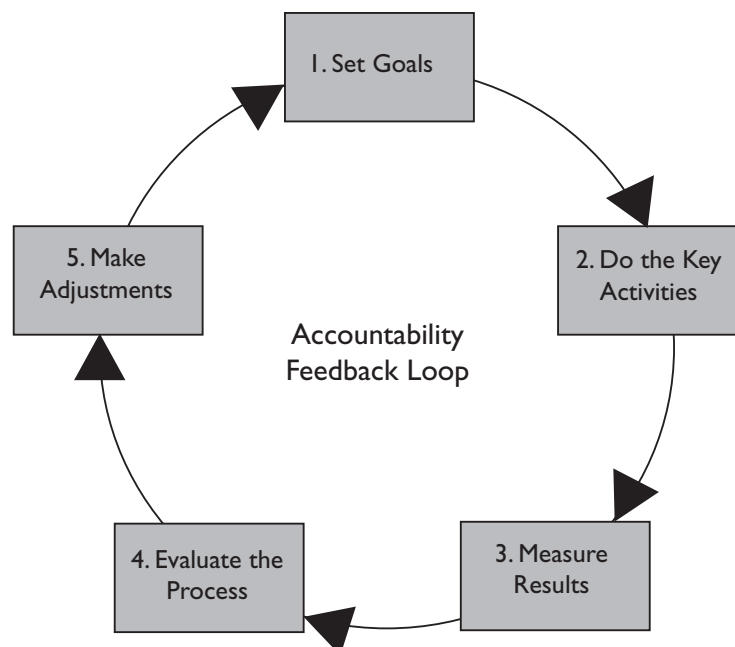 1. Set Goals
2. Do the Key
Activities
3. Measure
Results
4. Evaluate the
Process
5. Make
Adjustments
Accountability
Feedback Loop